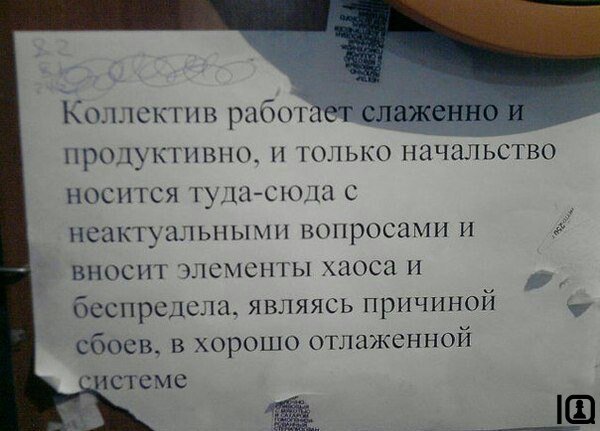 Коллектив работает слаженно и
продуктивно, и только начальство
носится туда-сюда с
неактуальными вопросами и
вносит элементы хаоса и
беспредела, являясь причиной
сбоев, в хорошо отлаженной
системе